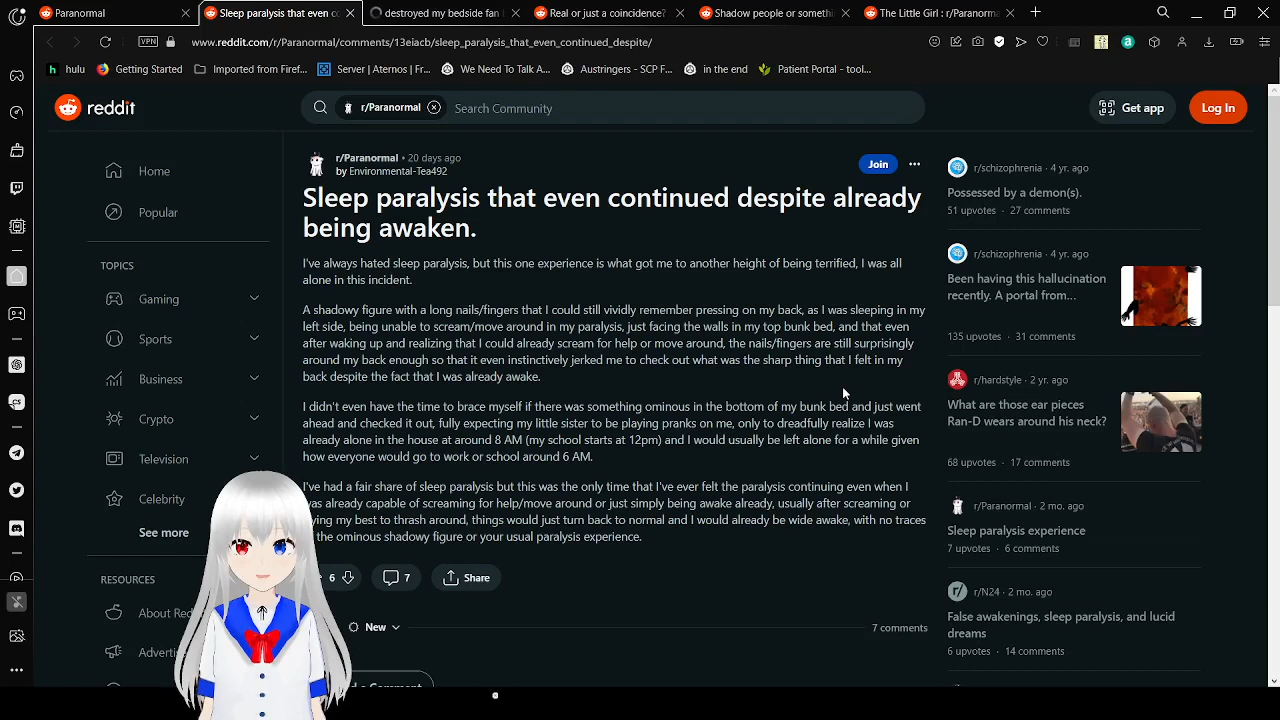 Paranormal
Sleep paralysis that even co
destroyed my bedside fan
Real or just a coincidence?
Shadow people or somethi
The Little Girl : r/Paranorma
VPN
www.reddit.com/r/Paranormal/comments/13eiacb/sleep_paralysis_that_even_continued_despite/
hulu
Getting Started
Imported from Firef...
Server | Aternos | Fr...
We Need To Talk A...
Austringers - SCP F...
in the end
Patient Portal - tool...
reddit
r/Paranormal
Search Community
Get app
Log In
Home
Popular
TOPICS
Gaming
Sports
Business
Crypto
Television
Celebrity
See more
RESOURCES
About Red
Advertis
r/Paranormal • 20 days ago
by Environmental-Tea492
Join
Sleep paralysis that even continued despite already
being awaken.
I've always hated sleep paralysis, but this one experience is what got me to another height of being terrified, I was all
alone in this incident.
A shadowy figure with a long nails/fingers that I could still vividly remember pressing on my back, as I was sleeping in my
left side, being unable to scream/move around in my paralysis, just facing the walls in my top bunk bed, and that even
after waking up and realizing that I could already scream for help or move around, the nails/fingers are still surprisingly
around my back enough so that it even instinctively jerked me to check out what was the sharp thing that I felt in my
back despite the fact that I was already awake.
I didn't even have the time to brace myself if there was something ominous in the bottom of my bunk bed and just went
ahead and checked it out, fully expecting my little sister to be playing pranks on me, only to dreadfully realize I was
already alone in the house at around 8 AM (my school starts at 12pm) and I would usually be left alone for a while given
how everyone would go to work or school around 6 AM.
I've had a fair share of sleep paralysis but this was the only time that I've ever felt the paralysis continuing even when I
was already capable of screaming for help/move around or just simply being awake already, usually after screaming or
ying my best to thrash around, things would just turn back to normal and I would already be wide awake, with no traces
the ominous shadowy figure or your usual paralysis experience.
6
7
Share
New
7 comments
d a Comment
r/schizophrenia · 4 yr. ago
Possessed by a demon(s).
51 upvotes · 27 comments
r/schizophrenia · 4 yr. ago
Been having this hallucination
recently. A portal from...
135 upvotes · 31 comments
r/hardstyle · 2 yr. ago
What are those ear pieces
Ran-D wears around his neck?
68 upvotes · 17 comments
r/Paranormal · 2 mo. ago
Sleep paralysis experience
7 upvotes · 6 comments
r/N24 · 2 mo. ago
False awakenings, sleep paralysis, and lucid
dreams
6 upvotes · 14 comments